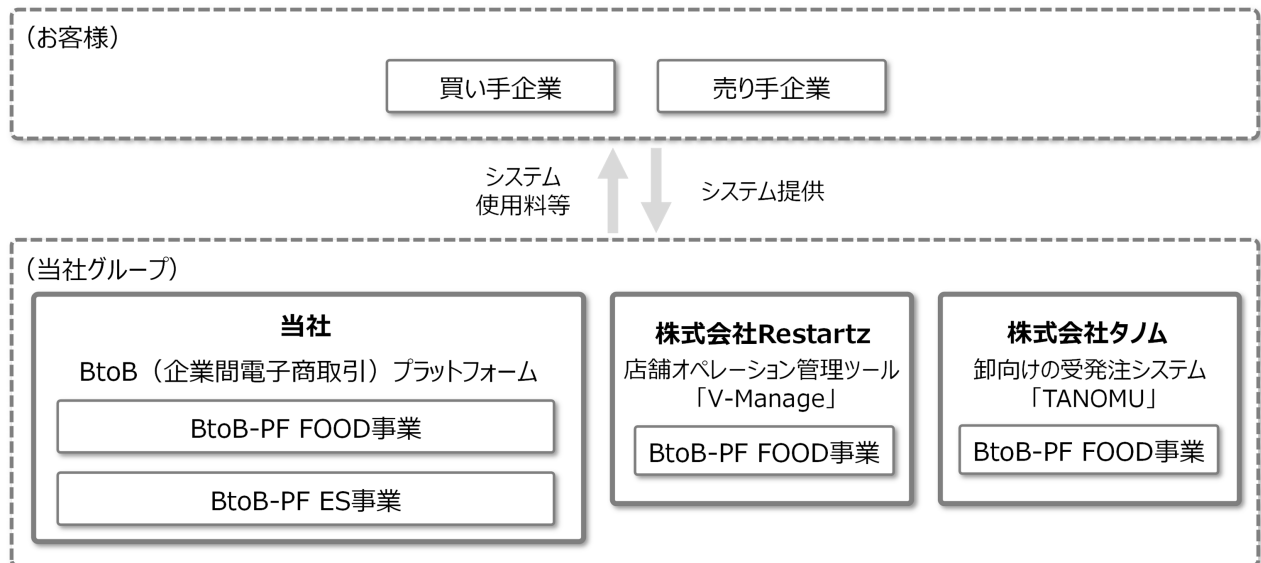 （お客様）
買い手企業
売り手企業
システム
使用料等
システム提供
（当社グループ）
当社
BtoB（企業間電子商取引）プラットフォーム
BtoB-PF FOOD事業
BtoB-PF ES事業
株式会社Restartz
店舗オペレーション管理ツール
「V-Manage」
BtoB-PF FOOD事業
株式会社タノム
卸向けの受発注システム
「TANOMU」
BtoB-PF FOOD事業